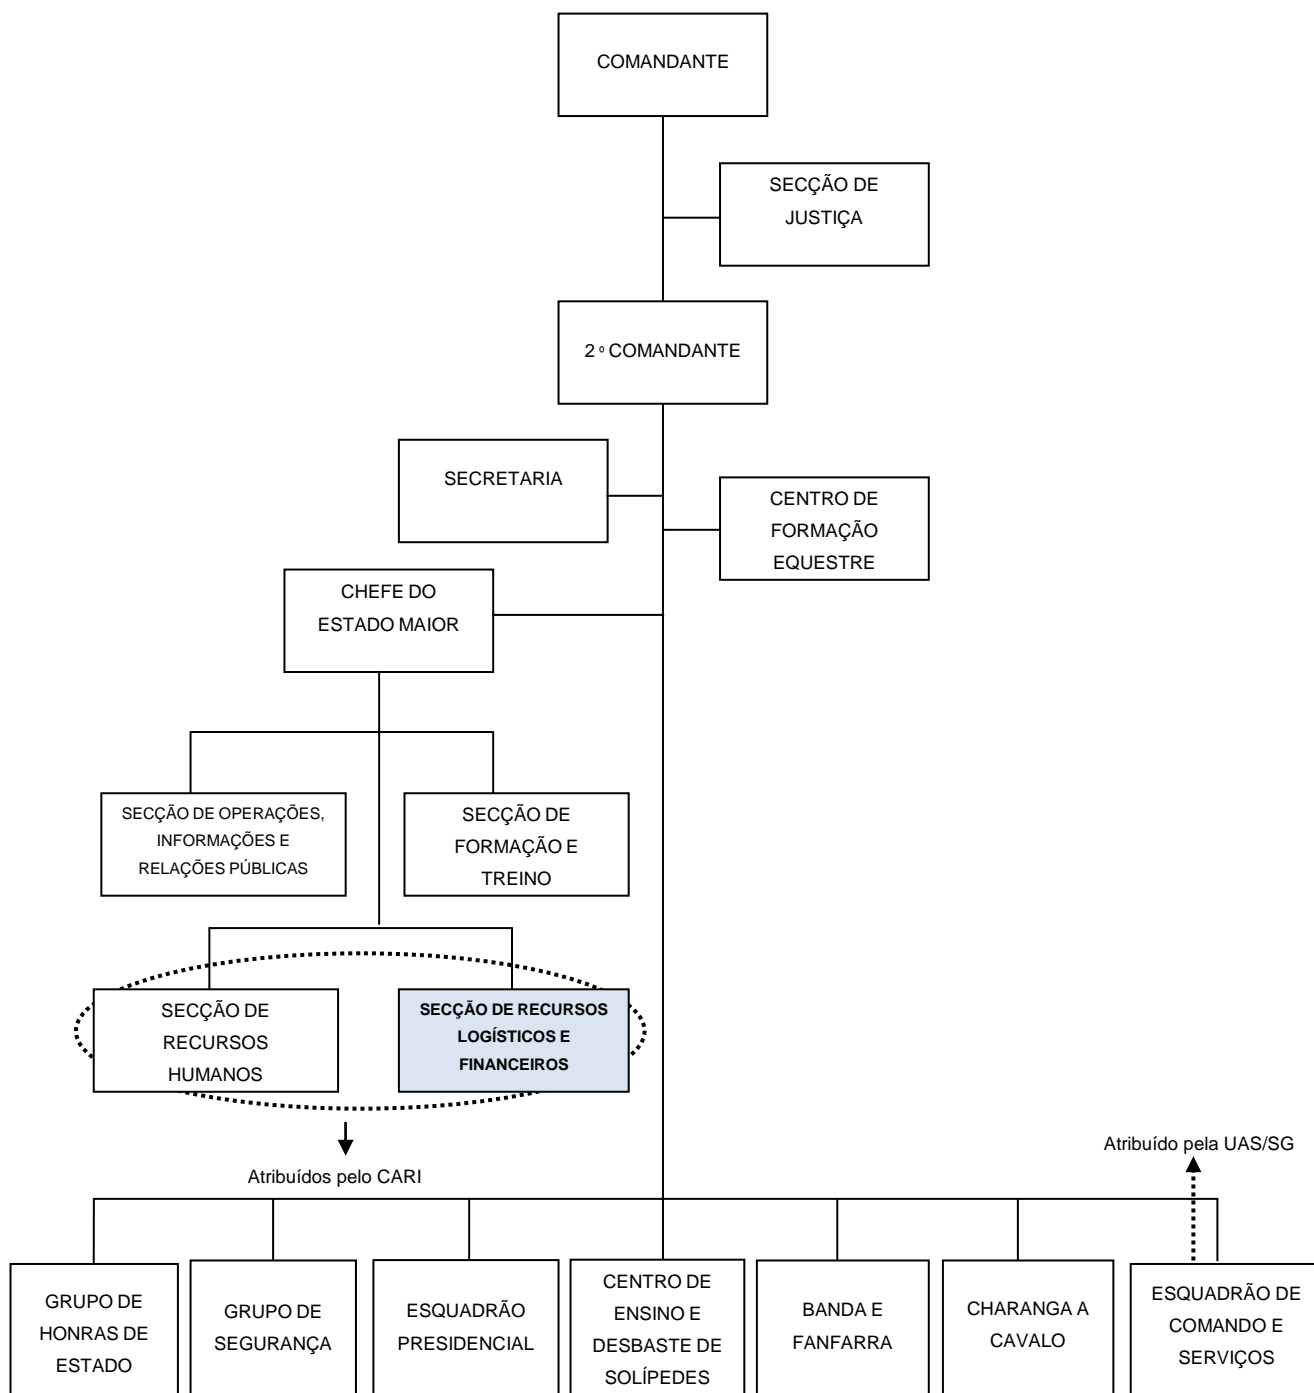 COMANDANTE
SECÇÃO DE
JUSTIÇA
2 º COMANDANTE
SECRETARIA
CENTRO DE
FORMAÇÃO
EQUESTRE
CHEFE DO
ESTADO MAIOR
SECÇÃO DE OPERAÇÕES,
INFORMAÇÕES E
RELAÇÕES PÚBLICAS
SECÇÃO DE
FORMAÇÃO E
TREINO
SECÇÃO DE
RECURSOS
HUMANOS
SECÇÃO DE RECURSOS
LOGÍSTICOS E
FINANCEIROS
Atribuídos pelo CARI
Atribuído pela UAS/SG
GRUPO DE
HONRAS DE
ESTADO
GRUPO DE
SEGURANÇA
ESQUADRÃO
PRESIDENCIAL
CENTRO DE
ENSINO E
DESBASTE DE
SOLÍPEDES
BANDA E
FANFARRA
CHARANGA A
CAVALO
ESQUADRÃO DE
COMANDO E
SERVIÇOS